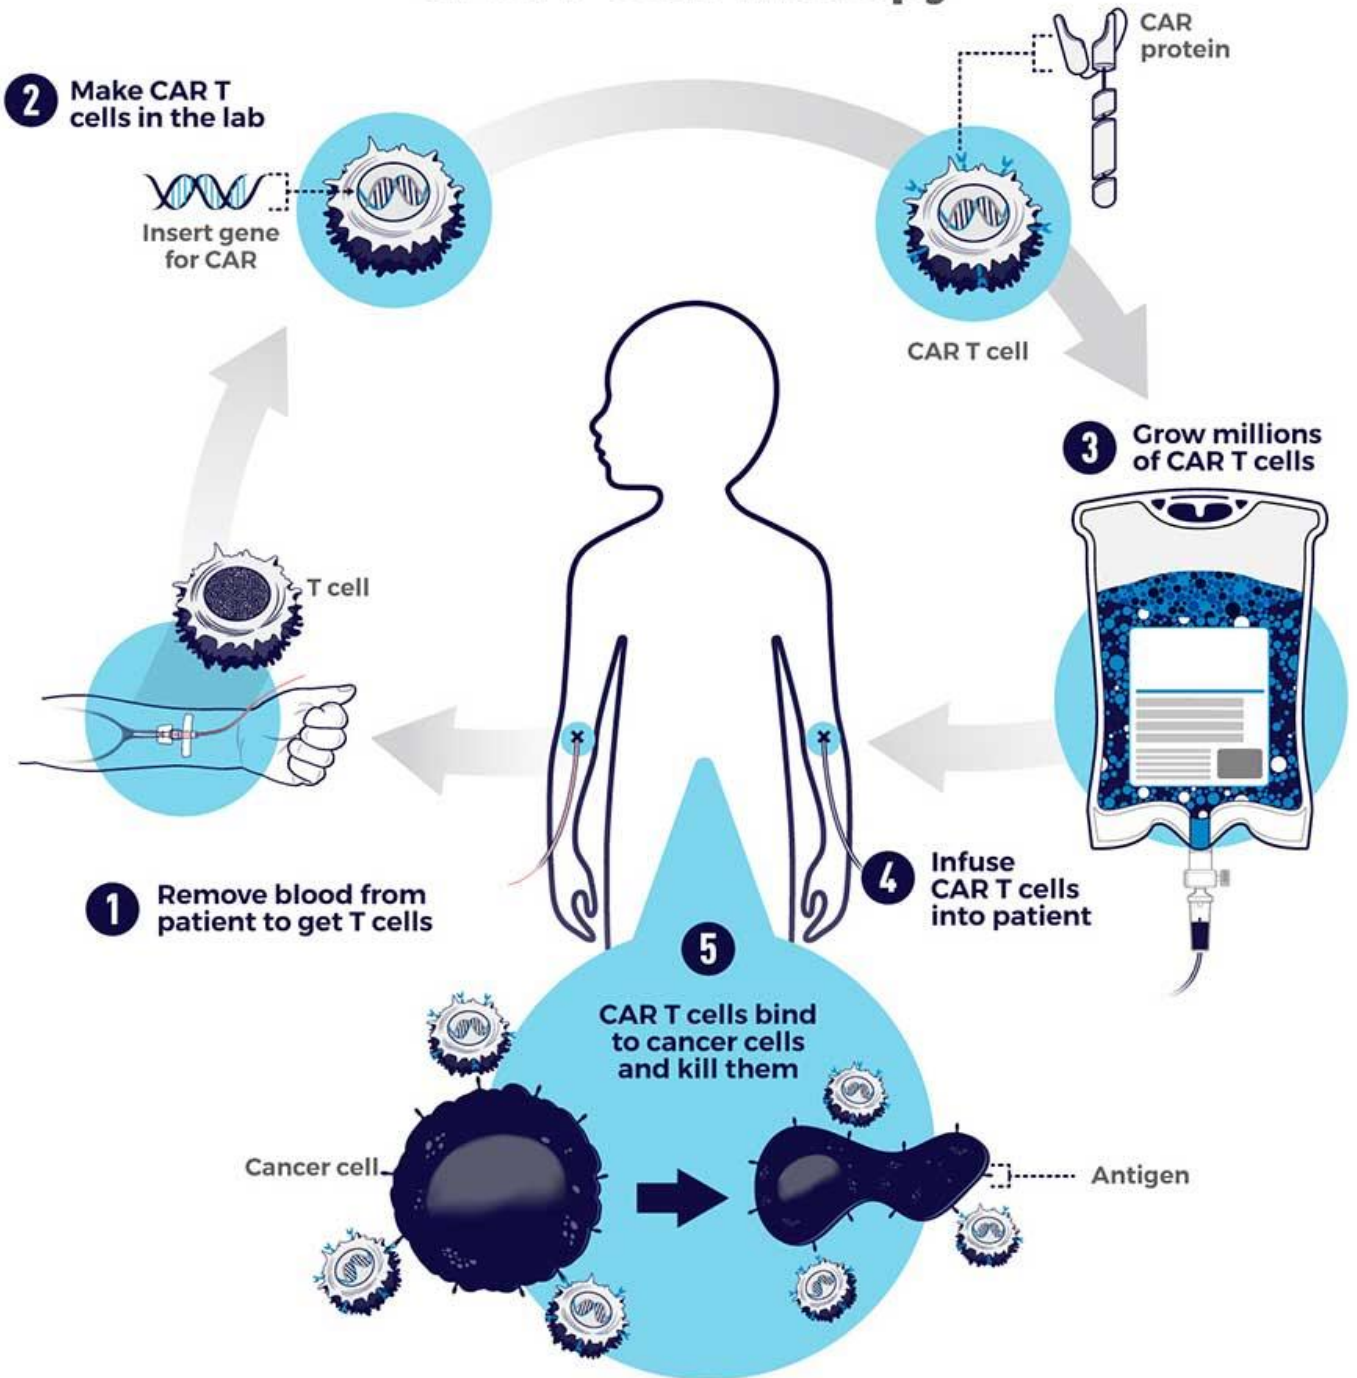 2
Make CAR T
cells in the lab
Insert gene
for CAR
CAR
protein
CAR T cell
3
Grow millions
of CAR T cells
T cell
1
Remove blood from
patient to get T cells
4
Infuse
CAR T cells
into patient
5
CAR T cells bind
to cancer cells
and kill them
Cancer cell
Antigen